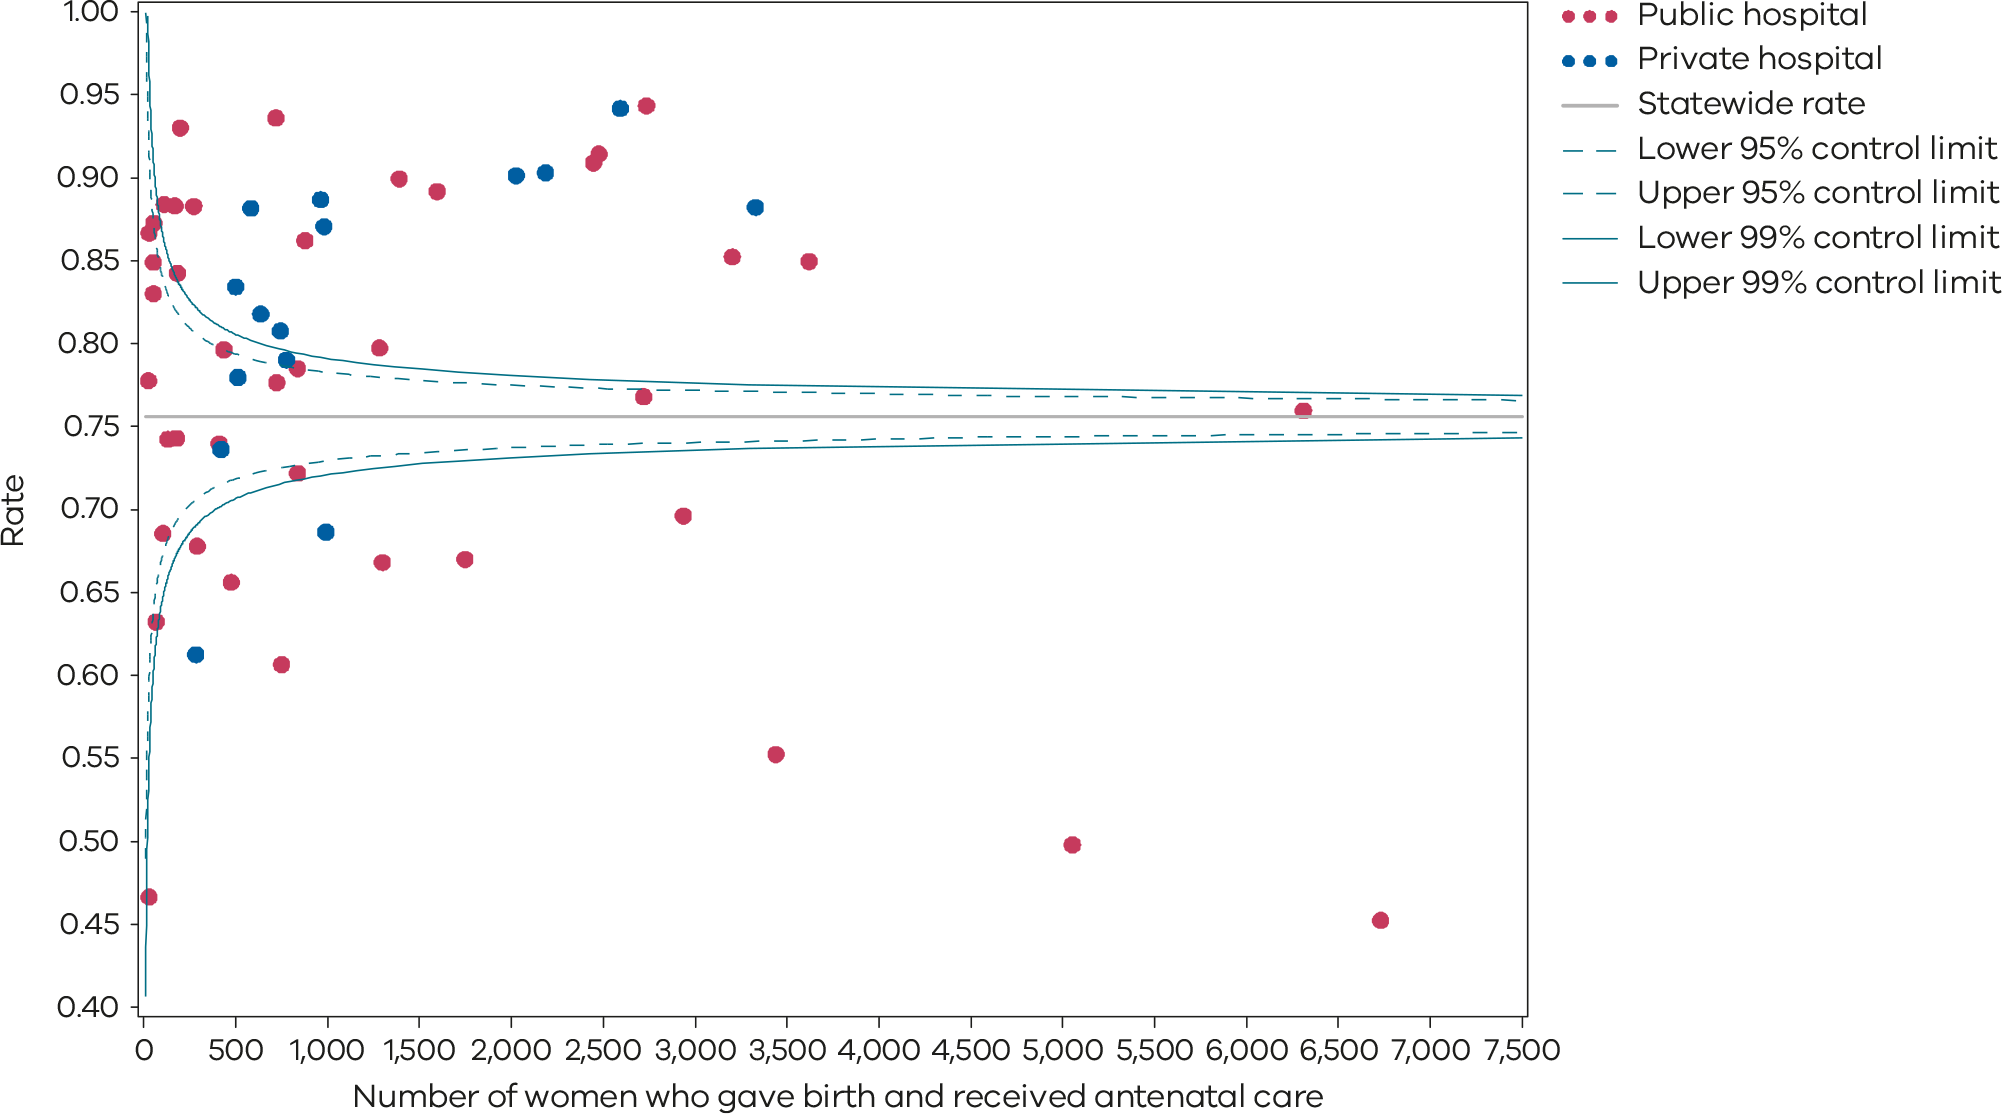 1.00
0.95
0.90
0.85
0.80
0.75
0.70
0.65
0.60
0.55
0.50
0.45
0.40
Rate
0 500 1,000 1,500 2,000 2,500 3,000 3,500 4,000 4,500 5,000 5,500 6,000 6,500 7,000 7,500
Number of women who gave birth and received antenatal care
Public hospital
Private hospital
Statewide rate
Lower 95% control limit
Upper 95% control limit
Lower 99% control limit
Upper 99% control limit